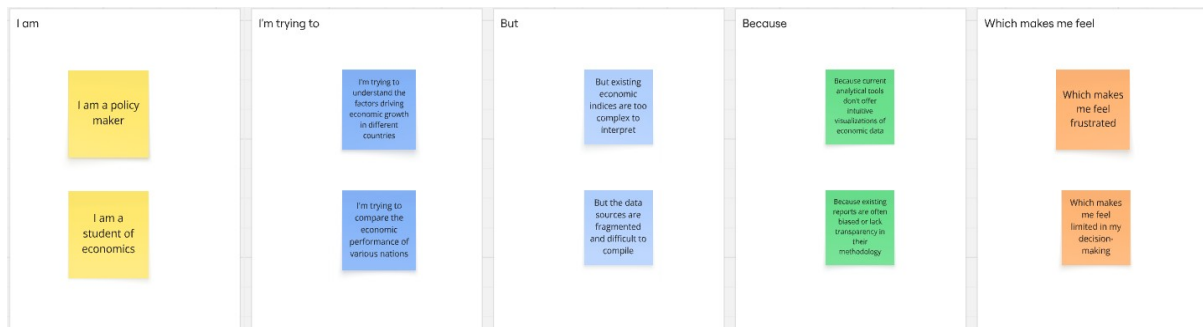 I am
I'm trying to
But
Because
Which makes me feel
I am a policy
maker
I'm trying to
understand the
factors driving
economic growth
in different
countries
But existing
economic
indices are too
complex to
interpret
Because current
analytical tools
don't offer
intuitive
visualizations of
economic data
Which makes
me feel
frustrated
I am a
student of
economics
I'm trying to
compare the
economic
performance of
various nations
But the data
sources are
fragmented
and difficult to
compile
Because existing
reports are often
biased or lack
transparency in
their
methodology
Which makes
me feel
limited in my
decision-
making